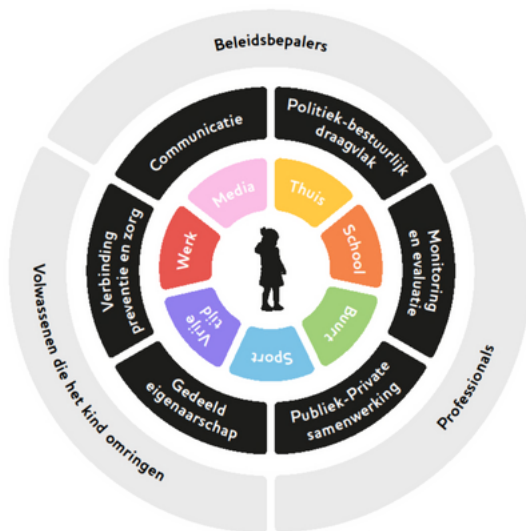 Beleidsbepalers
Politiek-bestuurlijk
draagvlak
Monitoring
en evaluatie
Publiek-Private
samenwerking
Gedeeld
eigenaarschap
Verbinding
preventie en zorg
Communicatie
Thuis
School
Buurt
Sport
Vrije
tijd
Werk
Media
Professionals
Volwassenen die het kind omringen